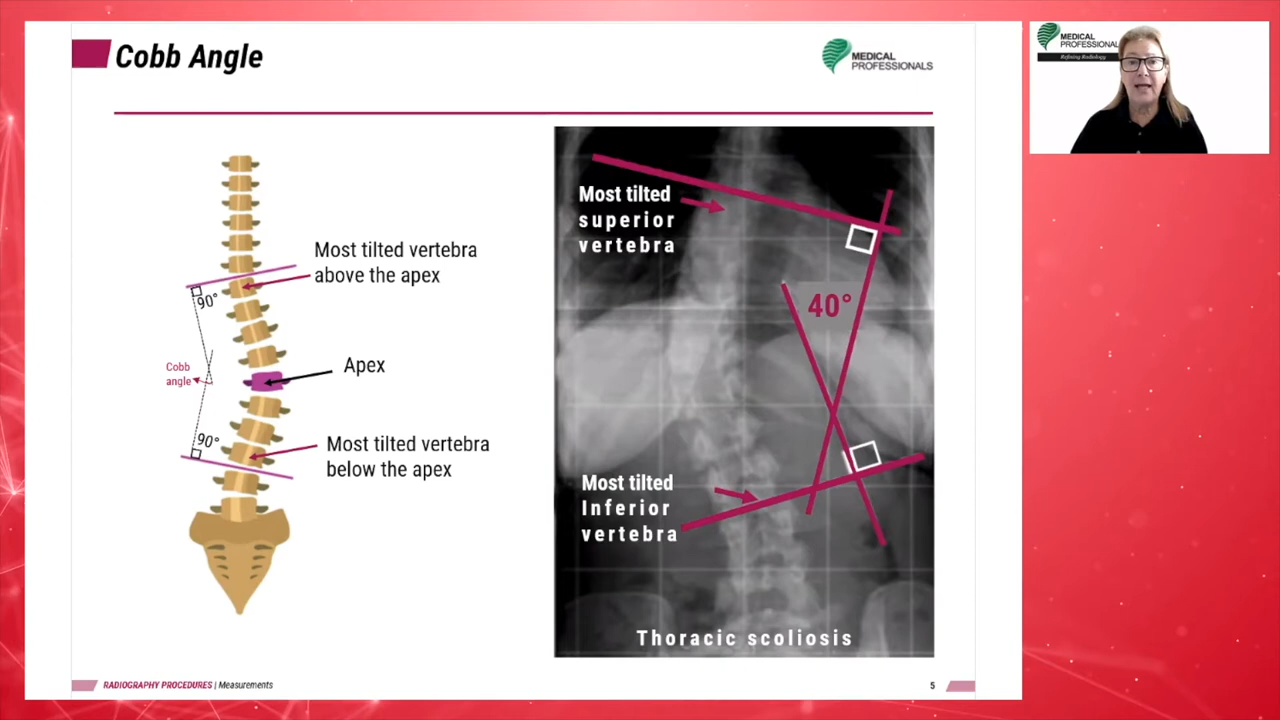 Cobb Angle
MEDICAL
PROFESSIONALS
Most tilted vertebra
above the apex
90°
Cobb
angle
Apex
90°
Most tilted vertebra
below the apex
Most tilted
superior
vertebra
40°
Most tilted
Inferior
vertebra
Thoracic scoliosis
RADIOGRAPHY PROCEDURES | Measurements
5
MEDICAL
PROFESSIONAL
Refining Radiology